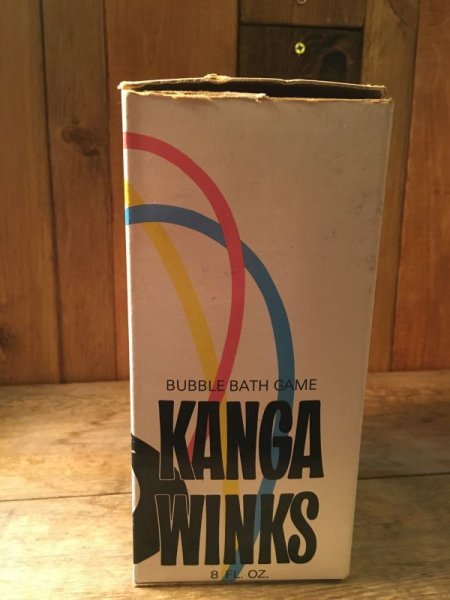 BUBBLE BATH GAME
KANGA
WINKS
8 FL. OZ.